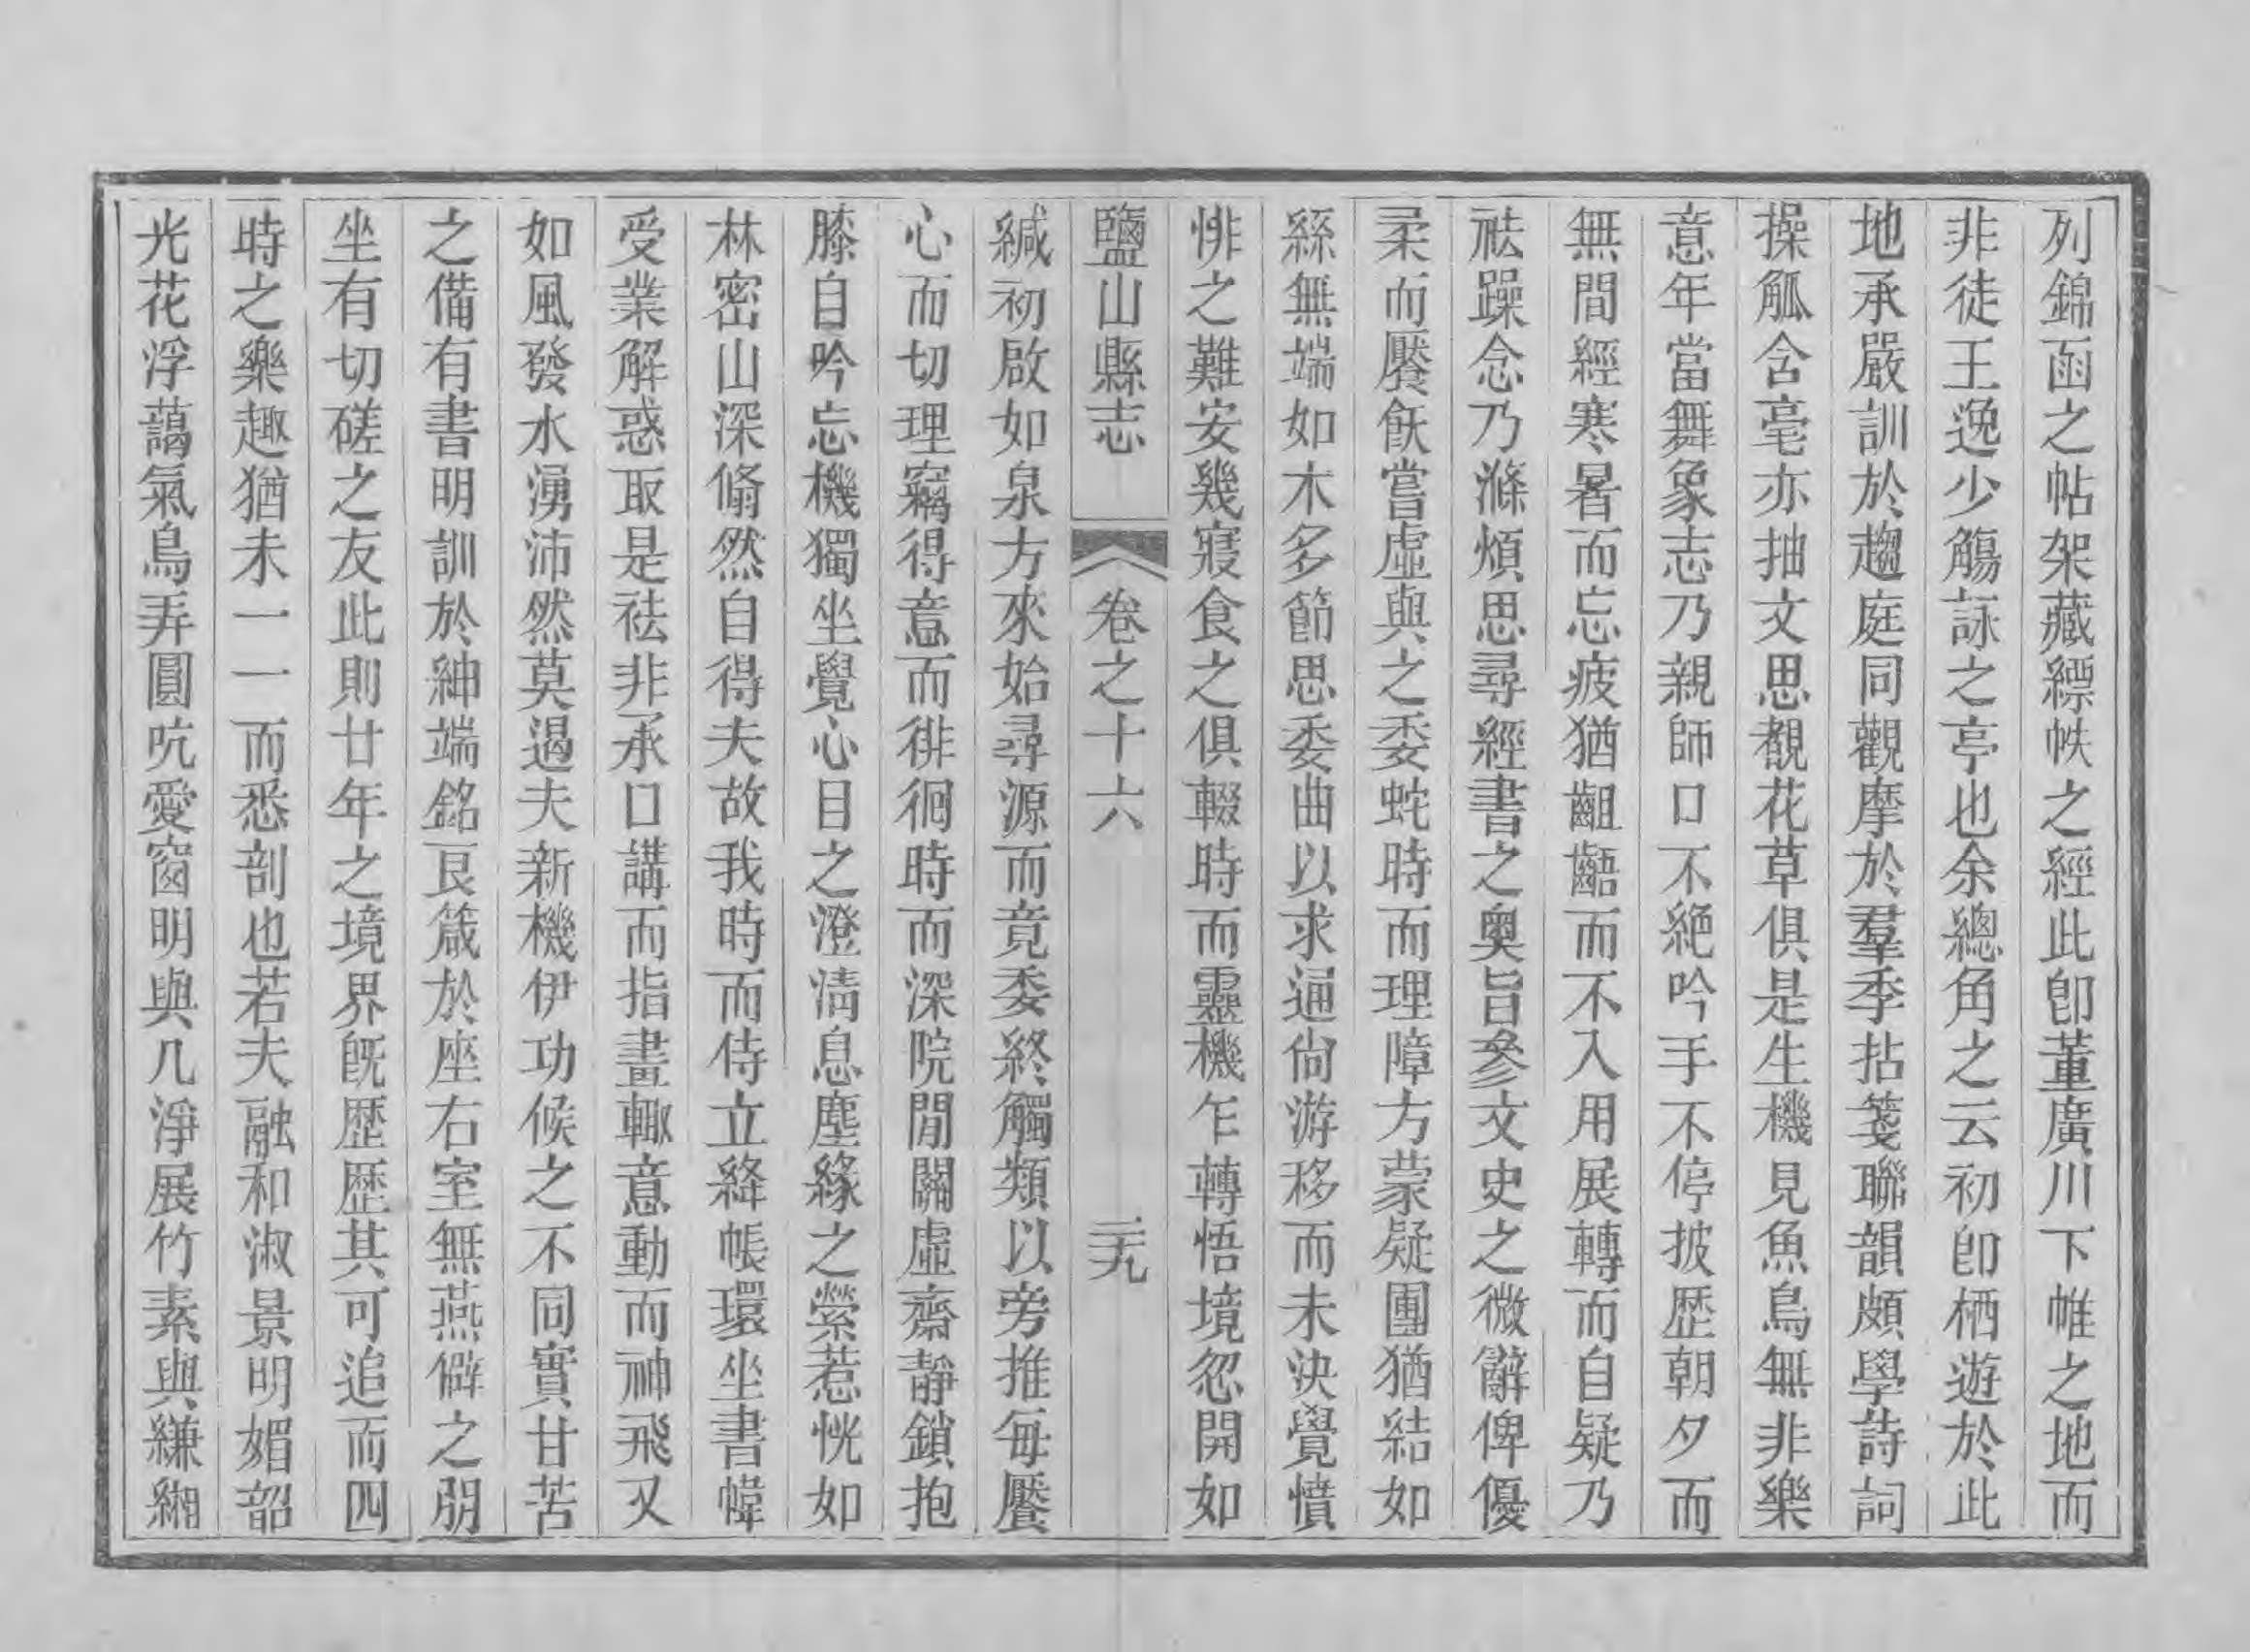 列錦函之帖架藏縹帙之經此卽董廣川下帷之地而
非徒王逸少觴詠之亭也余總角之云初卽栖遊於此
地承嚴訓於趨庭同觀摩於羣季拈箋聯韻頗學詩詞
操觚含毫亦抽文思覩花草俱是生機見魚鳥無非樂
意年當舞象志乃親師口不絶吟手不停披歴朝夕而
無間經寒暑而忘疲猶齟齬而不入用展轉而自疑乃
祛躁念乃滌煩思尋經書之奧旨參文史之微辭俾優
柔而饜飫嘗虛與之委蛇時而理障方蒙疑團猶結如
絲無端如木多節思委曲以求通尙游移而未決覺憤
悱之難安幾寢食之俱輟時而靈機乍轉悟境忽開如
鹽山縣志 卷之十六 二十九
緘初啟如泉方來始尋源而竟委終觸類以旁推每饜
心而切理竊得意而徘徊時而深院閒關虛齋靜鎖抱
膝自吟忘機獨坐覺心目之澄清息塵緣之縈惹恍如
林密山深翛然自得夫故我時而侍立絳帳環坐書幃
受業解惑取是祛非承口講而指畫輙意動而神飛又
如風發水湧沛然莫遏夫新機伊功候之不同實甘苦
之備有書明訓於紳端銘艮箴於座右室無燕僻之朋
坐有切磋之友此則廿年之境界旣歴歴其可追而四
時之樂趣猶未一一而悉剖也若夫融和淑景明媚韶
光花浮藹氣鳥弄圓吭愛窗明與几淨展竹素與縑緗